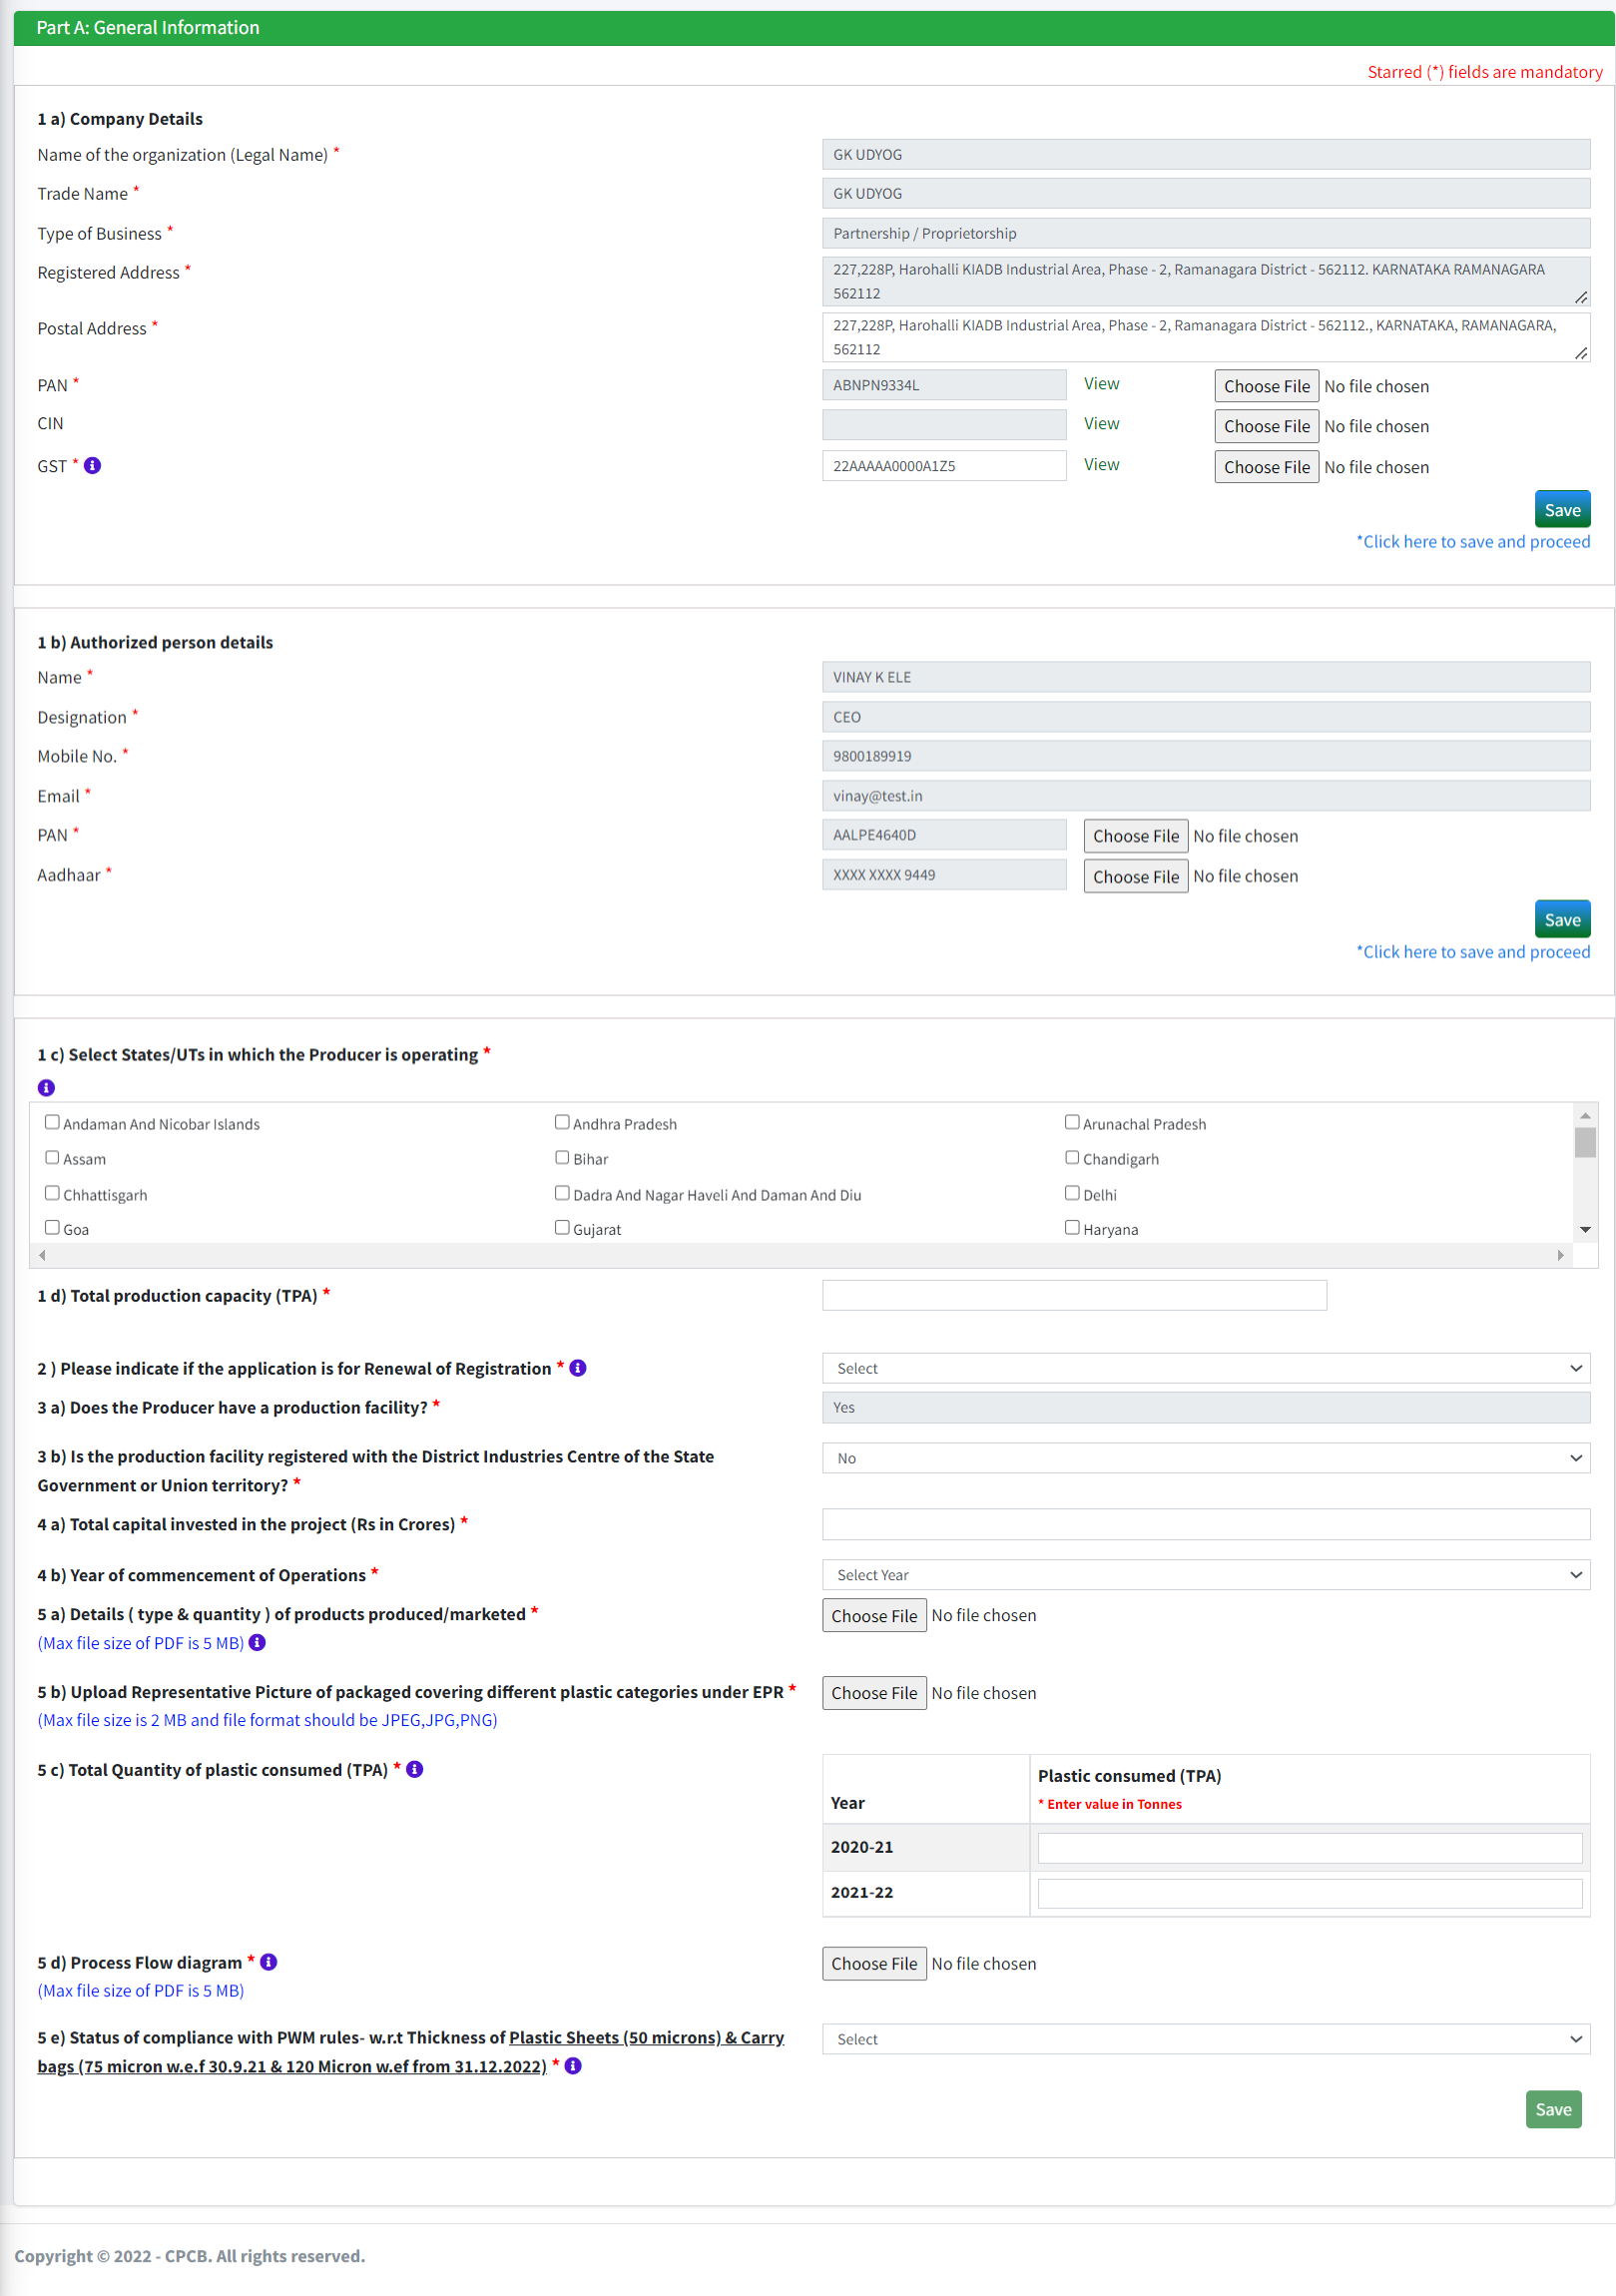 Part A: General Information
Starred (*) fields are mandatory
1 a) Company Details
Name of the organization (Legal Name) *
GK UDYOG
Trade Name *
GK UDYOG
Type of Business *
Partnership / Proprietorship
Registered Address *
227,228P, Harohalli KIADB Industrial Area, Phase - 2, Ramanagara District - 562112. KARNATAKA RAMANAGARA
562112
Postal Address *
227,228P, Harohalli KIADB Industrial Area, Phase - 2, Ramanagara District - 562112., KARNATAKA, RAMANAGARA,
562112
PAN *
ABNPN9334L View Choose File No file chosen
CIN
View Choose File No file chosen
GST *
22AAAAA0000A1Z5 View Choose File No file chosen
Save
*Click here to save and proceed
1 b) Authorized person details
Name *
VINAY K ELE
Designation *
CEO
Mobile No. *
9800189919
Email *
vinay@test.in
PAN *
AALPE4640D Choose File No file chosen
Aadhaar *
XXXX XXXX 9449 Choose File No file chosen
Save
*Click here to save and proceed
1 c) Select States/UTs in which the Producer is operating *
Andaman And Nicobar Islands Andhra Pradesh Arunachal Pradesh
Assam Bihar Chandigarh
Chhattisgarh Dadra And Nagar Haveli And Daman And Diu Delhi
Goa Gujarat Haryana
1 d) Total production capacity (TPA) *
2 ) Please indicate if the application is for Renewal of Registration *
Select
3 a) Does the Producer have a production facility? *
Yes
3 b) Is the production facility registered with the District Industries Centre of the State
Government or Union territory? *
No
4 a) Total capital invested in the project (Rs in Crores) *
4 b) Year of commencement of Operations *
Select Year
5 a) Details ( type & quantity ) of products produced/marketed *
(Max file size of PDF is 5 MB)
Choose File No file chosen
5 b) Upload Representative Picture of packaged covering different plastic categories under EPR *
(Max file size is 2 MB and file format should be JPEG,JPG,PNG)
Choose File No file chosen
5 c) Total Quantity of plastic consumed (TPA) *
Year
Plastic consumed (TPA)
* Enter value in Tonnes
2020-21
2021-22
5 d) Process Flow diagram *
(Max file size of PDF is 5 MB)
Choose File No file chosen
5 e) Status of compliance with PWM rules- w.r.t Thickness of Plastic Sheets (50 microns) & Carry
bags (75 micron w.e.f 30.9.21 & 120 Micron w.ef from 31.12.2022) *
Select
Save
Copyright © 2022 - CPCB. All rights reserved.